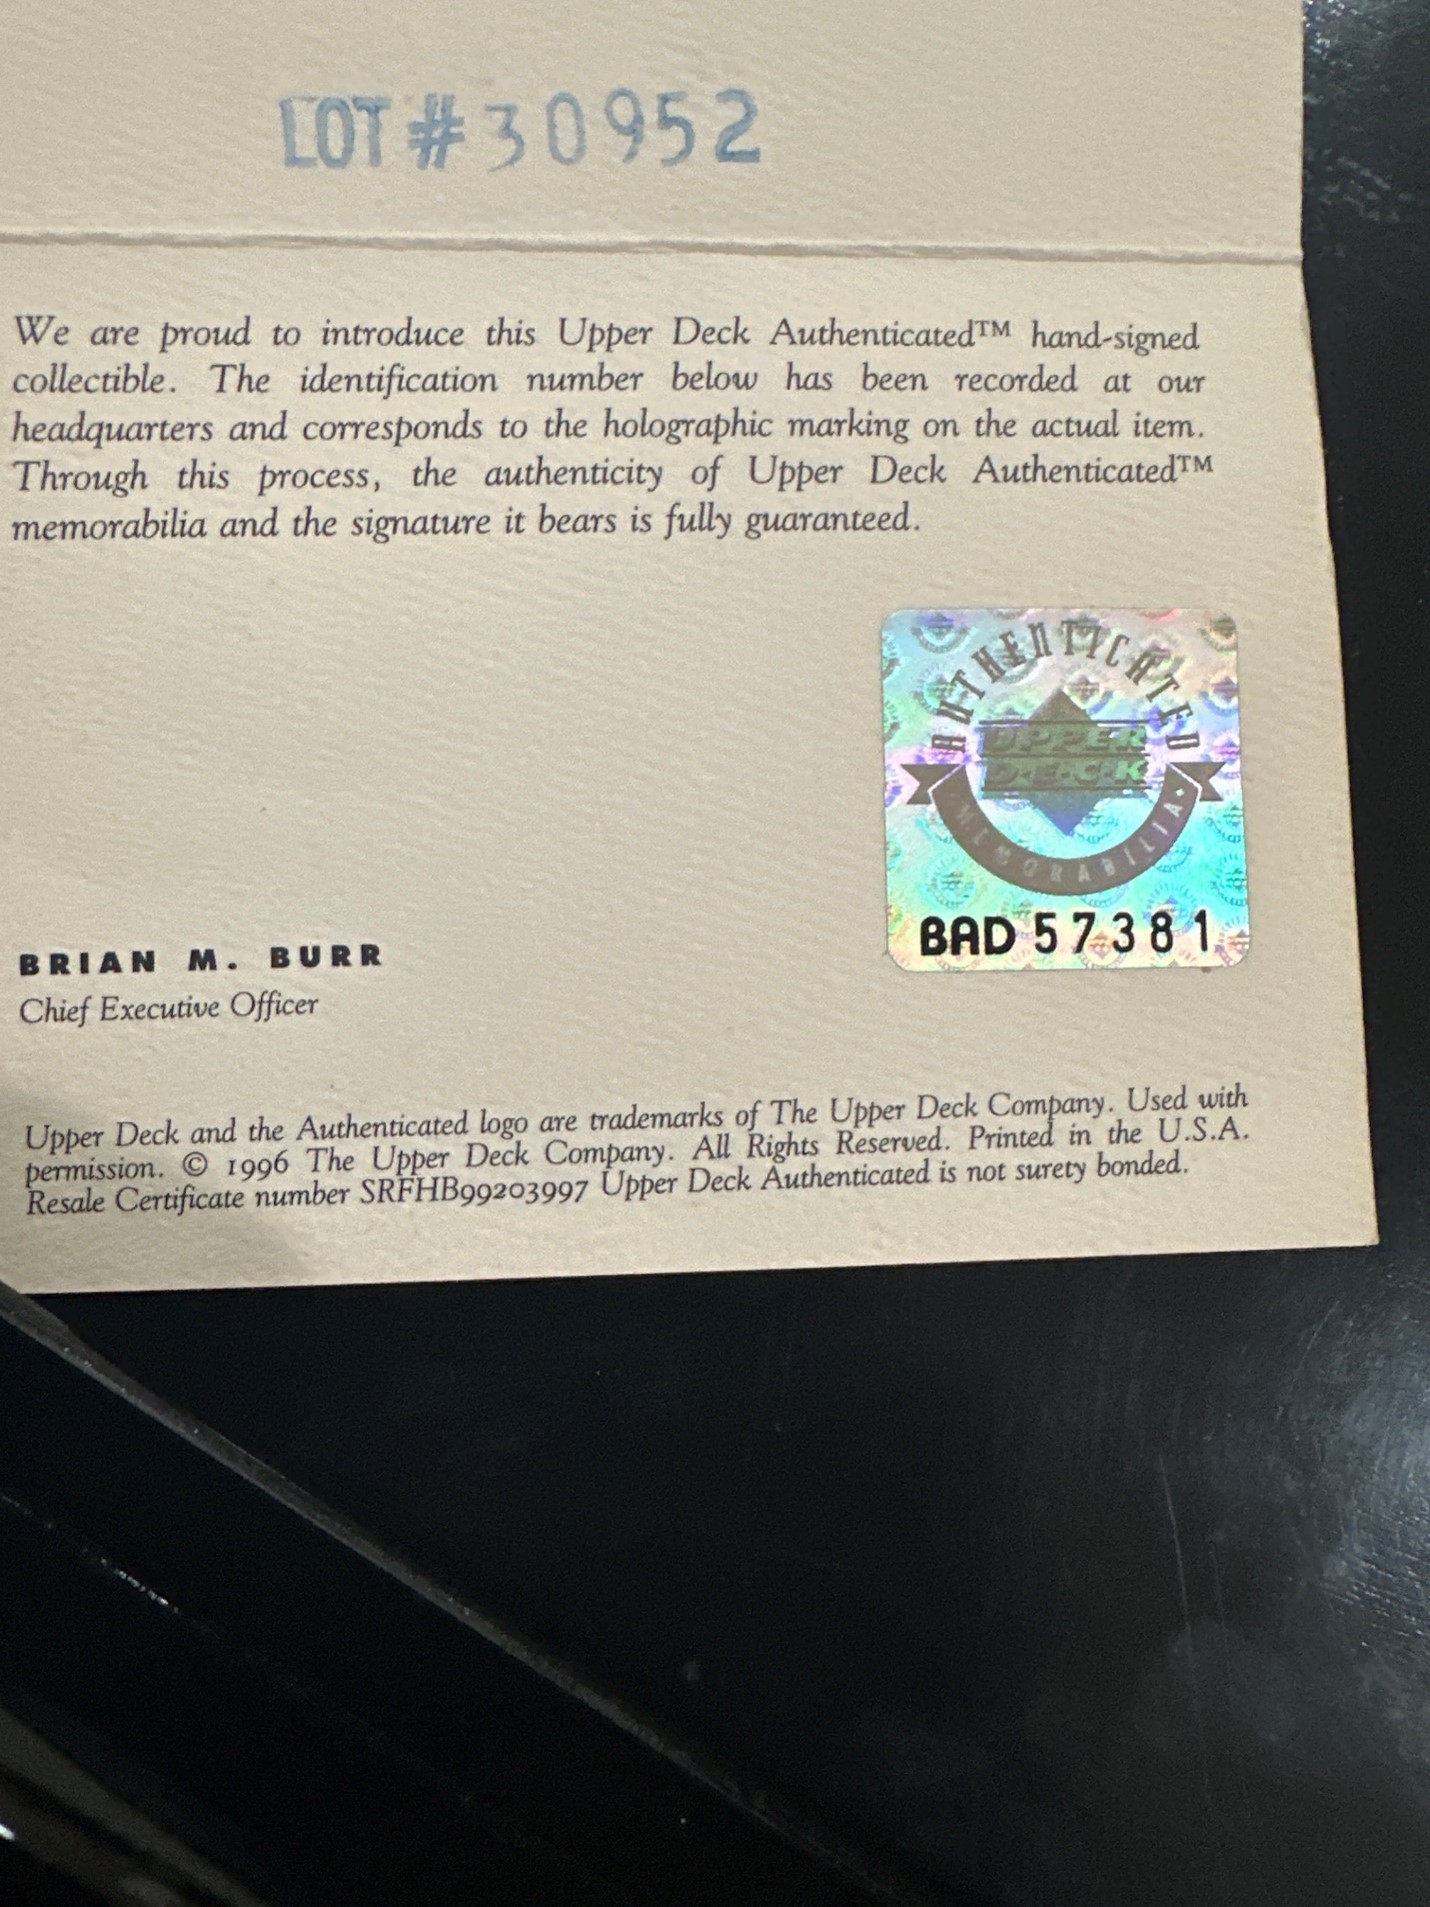 LOT #30952
We are proud to introduce this Upper Deck Authenticated™ hand-signed
collectible. The identification number below has been recorded at our
headquarters and corresponds to the holographic marking on the actual item.
Through this process, the authenticity of Upper Deck Authenticated™
memorabilia and the signature it bears is fully guaranteed.
AUTHENTICATED
UPPER
D·E·C·K
MEMORABILIA
BAD 57381
BRIAN M. BURR
Chief Executive Officer
Upper Deck and the Authenticated logo are trademarks of The Upper Deck Company. Used with
permission. © 1996 The Upper Deck Company. All Rights Reserved. Printed in the U.S.A.
Resale Certificate number SRFHB99203997 Upper Deck Authenticated is not surety bonded.